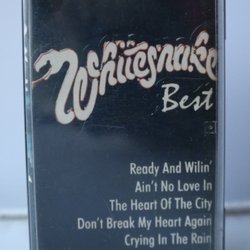 Whitesnake
Best
Ready And Wilin'
Ain't No Love In
The Heart Of The City
Don't Break My Heart Again
Crying In The Rain